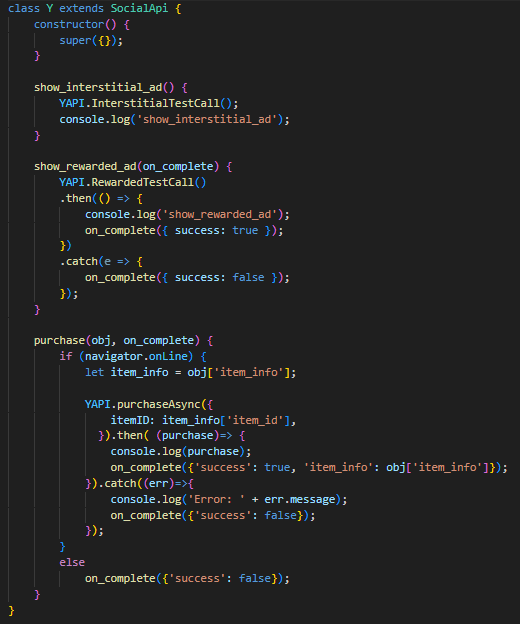 class Y extends SocialApi {
    constructor() {
        super({});
    }

    show_interstitial_ad() {
        YAPI.InterstitialTestCall();
        console.log('show_interstitial_ad');
    }

    show_rewarded_ad(on_complete) {
        YAPI.RewardedTestCall()
        .then(() => {
            console.log('show_rewarded_ad');
            on_complete({ success: true });
        })
        .catch(e => {
            on_complete({ success: false });
        });
    }

    purchase(obj, on_complete) {
        if (navigator.onLine) {
            let item_info = obj['item_info'];

            YAPI.purchaseAsync({
                itemID: item_info['item_id'],
              }).then( (purchase)=> {
                console.log(purchase);
                on_complete({'success': true, 'item_info': obj['item_info']});
            }).catch((err)=>{
                console.log('Error: ' + err.message);
                on_complete({'success': false});
            });
        }
        else
            on_complete({'success': false});
    }
}